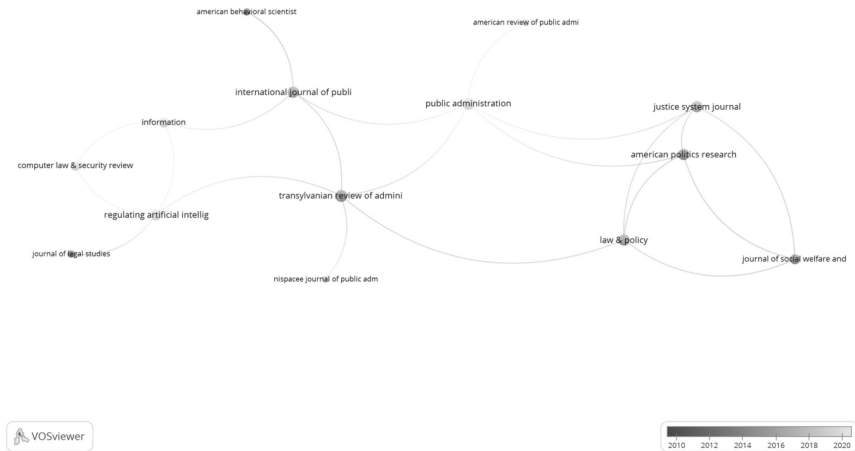 american behavioral scientist
american review of public admi
international journal of publi
public administration
justice system journal
information
american politics research
computer law & security review
transylvanian review of admini
regulating artificial intellig
law & policy
journal of legal studies
journal of social welfare and
nispacee journal of public adm
VOSviewer
2010 2012 2014 2016 2018 2020